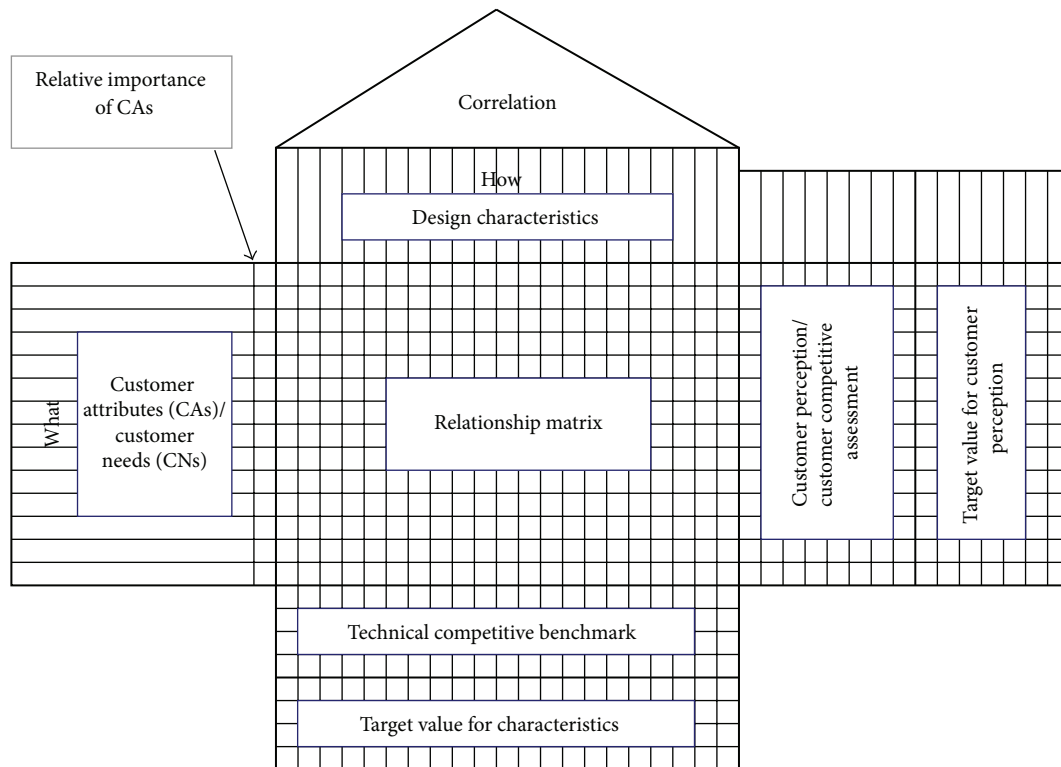 Relative importance
of CAs
Correlation
How
Design characteristics
What
Customer
attributes (CAs)/
customer
needs (CNs)
Relationship matrix
Customer perception/
customer competitive
assessment
Target value for customer
perception
Technical competitive benchmark
Target value for characteristics